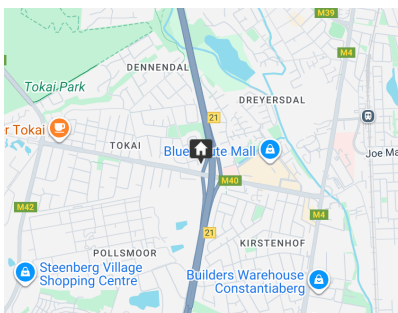 M39
M4
DENNENDAL
Tokai Park
DREYERSDAL
21
r Tokai
TOKAI
Blue
te Mall
Joe Ma
M40
M42
M4
21
KIRSTENHOF
POLLSMOOR
Steenberg Village
Shopping Centre
Builders Warehouse
Constantiaberg